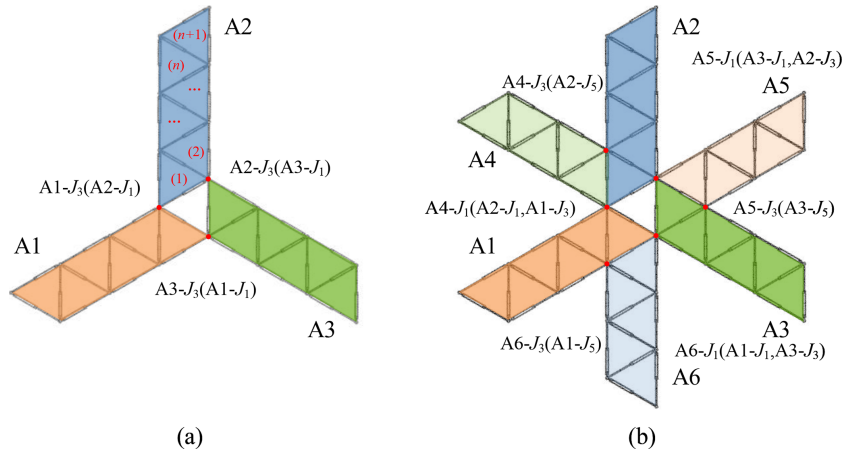 A2
(n+1)
(n)
...
...
(2)
(1)
A1-J₃(A2-J₁)
A2-J₃(A3-J₁)
A1
A3-J₃(A1-J₁)
A3
(a)
A2
A5-J₁(A3-J₁,A2-J₃)
A4-J₃(A2-J₅)
A5
A4
A4-J₁(A2-J₁,A1-J₃)
A5-J₃(A3-J₅)
A1
A3
A6-J₃(A1-J₅)
A6-J₁(A1-J₁,A3-J₃)
A6
(b)